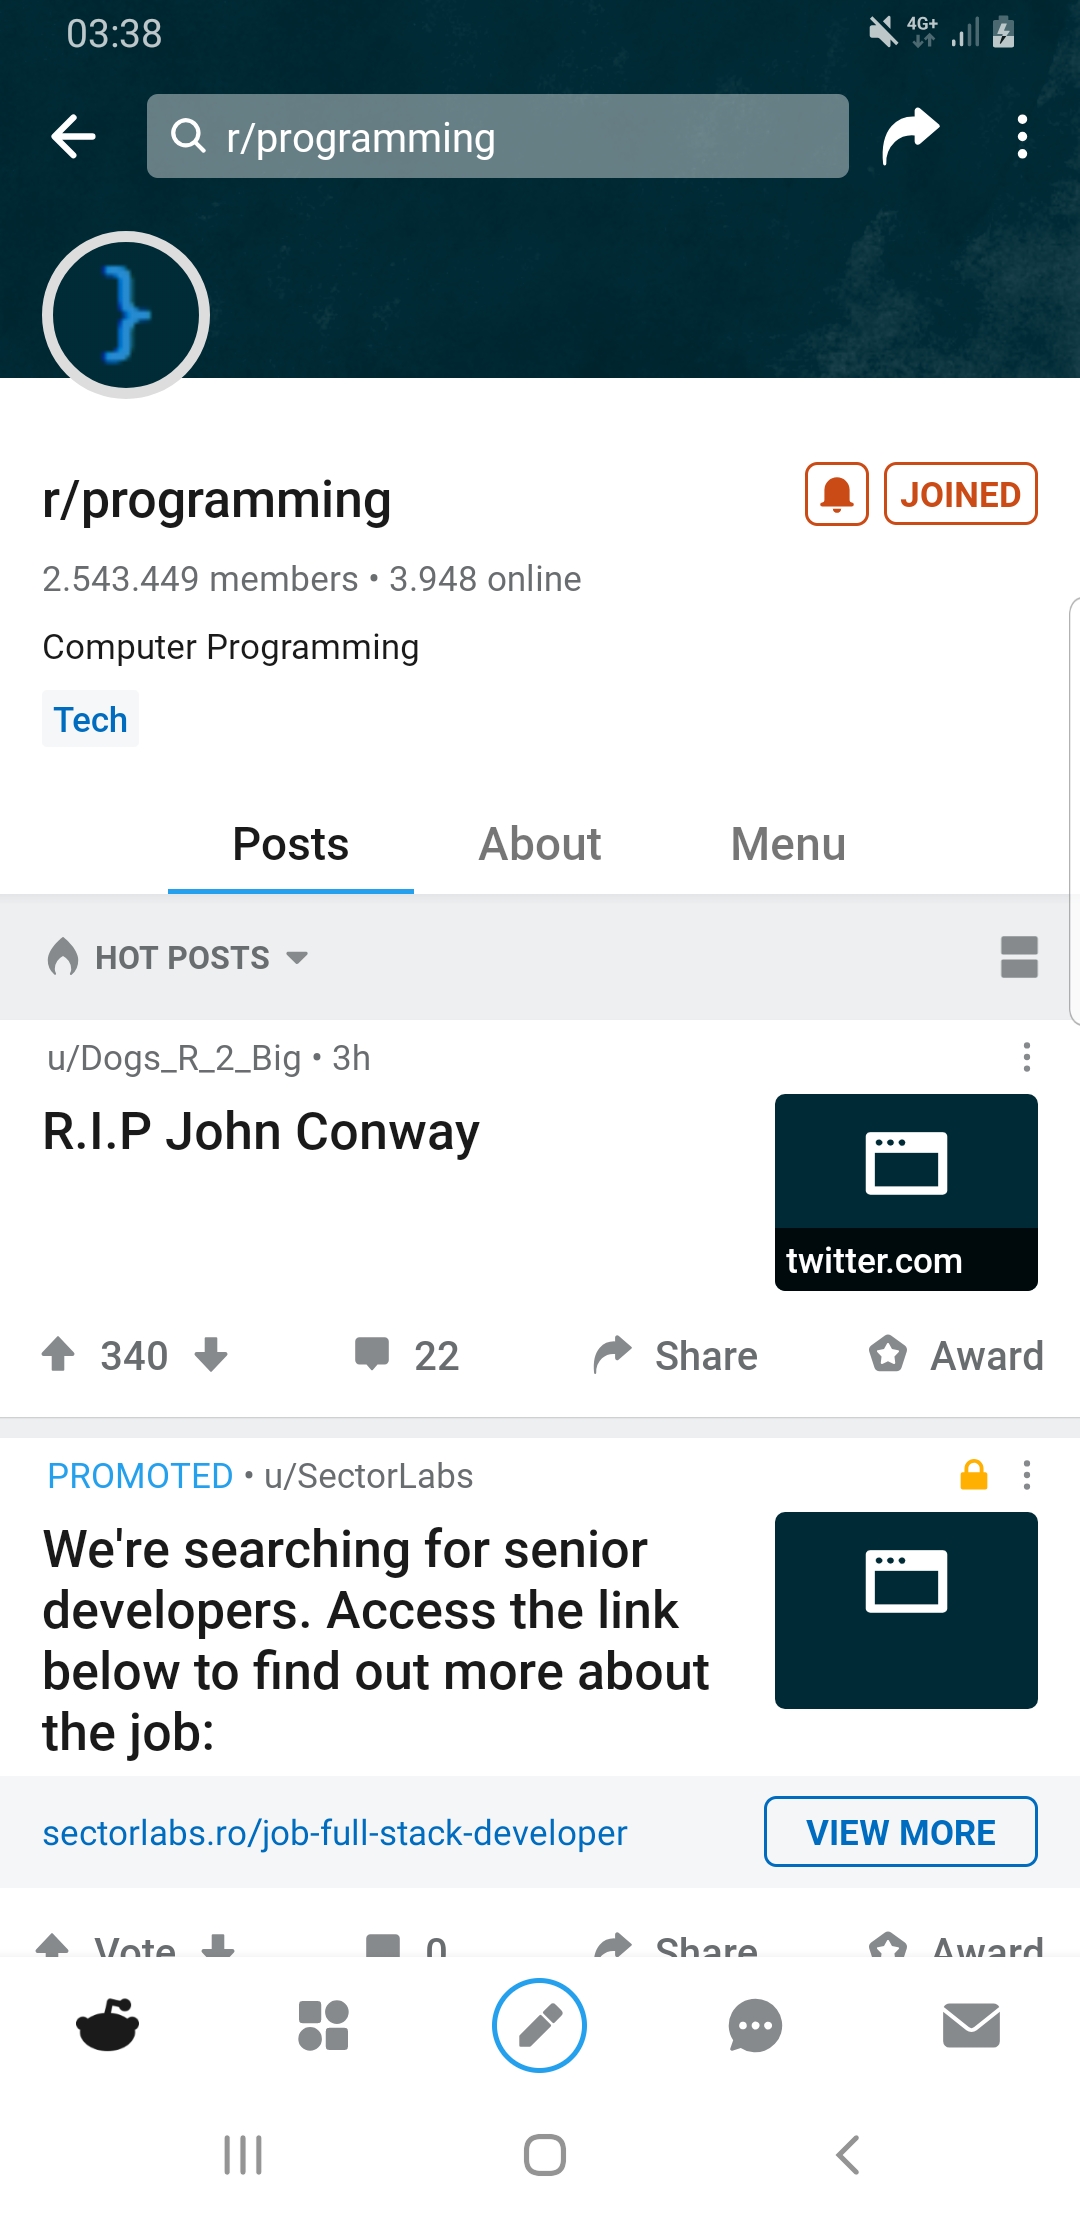 03:38
4G+
r/programming
}
r/programming
JOINED
2.543.449 members • 3.948 online
Computer Programming
Tech
Posts About Menu
HOT POSTS
u/Dogs_R_2_Big • 3h
R.I.P John Conway
twitter.com
340 22 Share Award
PROMOTED • u/SectorLabs
We're searching for senior
developers. Access the link
below to find out more about
the job:
sectorlabs.ro/job-full-stack-developer
VIEW MORE
Vote 0 Share Award